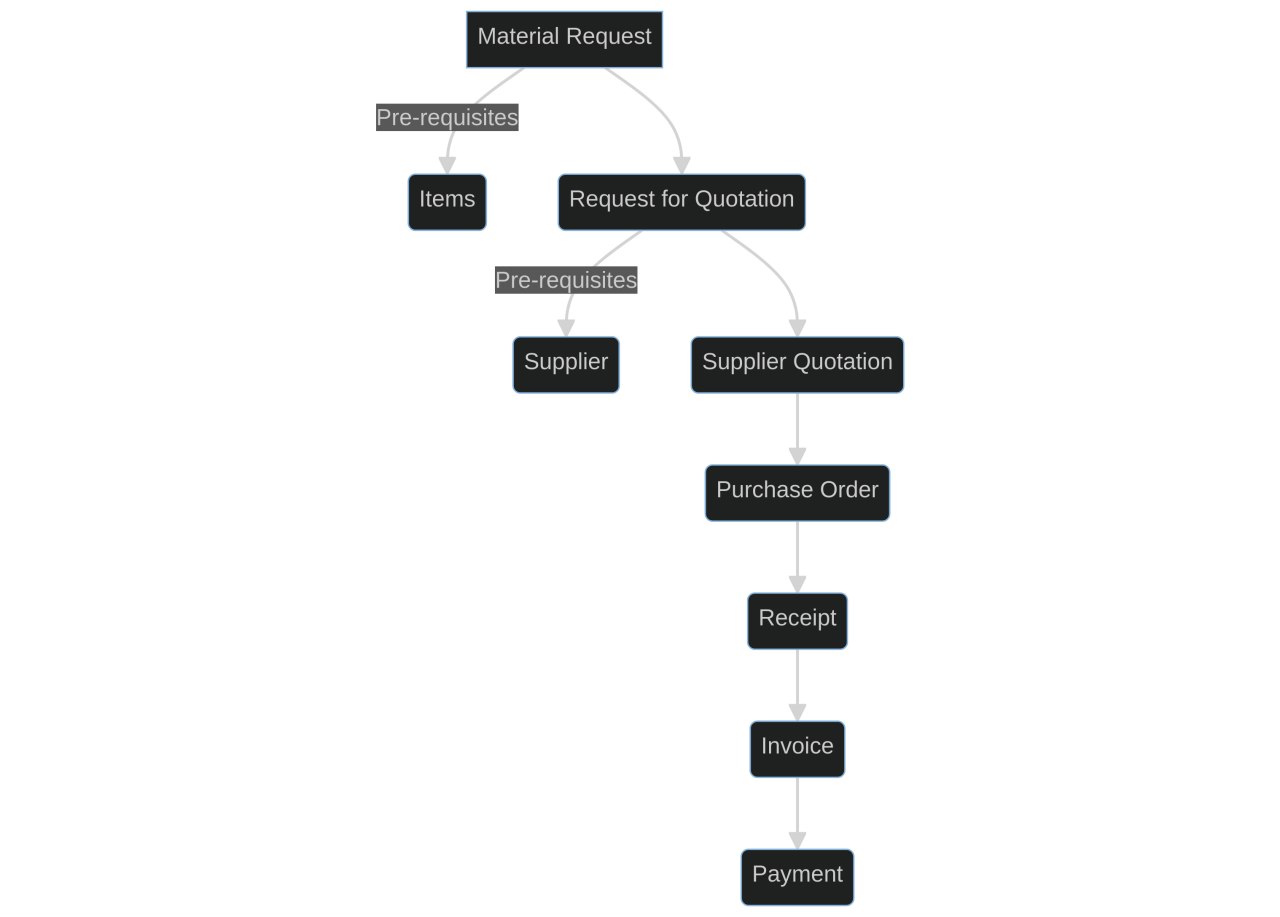 Material Request
Pre-requisites
Items
Request for Quotation
Pre-requisites
Supplier
Supplier Quotation
Purchase Order
Receipt
Invoice
Payment